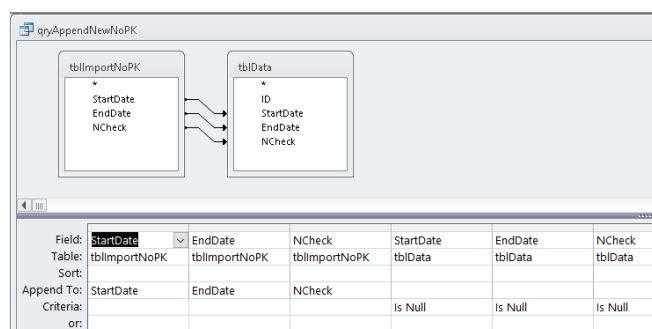 qryAppendNewNoPK
tblImportNoPK
*
StartDate
EndDate
NCheck
tblData
*
ID
StartDate
EndDate
NCheck
Field: StartDate EndDate NCheck StartDate EndDate NCheck
Table: tblImportNoPK tblImportNoPK tblImportNoPK tblData tblData tblData
Sort:
Append To: StartDate EndDate NCheck
Criteria: Is Null Is Null Is Null
or: